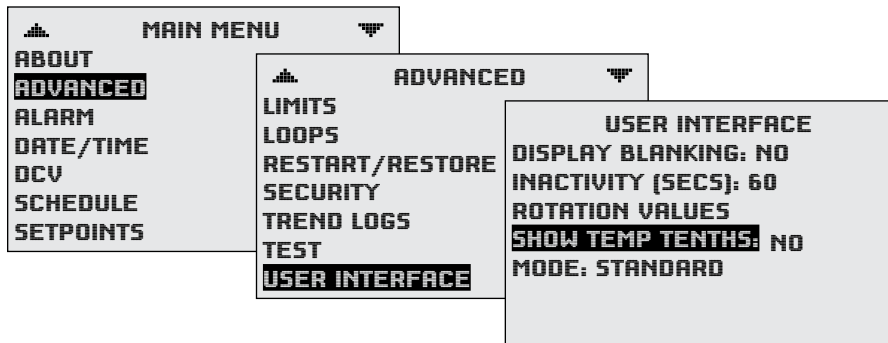 MAIN MENU
ABOUT
ADVANCED
ALARM
DATE/TIME
DCV
SCHEDULE
SETPOINTS
ADVANCED
LIMITS
LOOPS
RESTART/RESTORE
SECURITY
TREND LOGS
TEST
USER INTERFACE
USER INTERFACE
DISPLAY BLANKING: NO
INACTIVITY (SECS): 60
ROTATION VALUES
SHOW TEMP TENTHS: NO
MODE: STANDARD